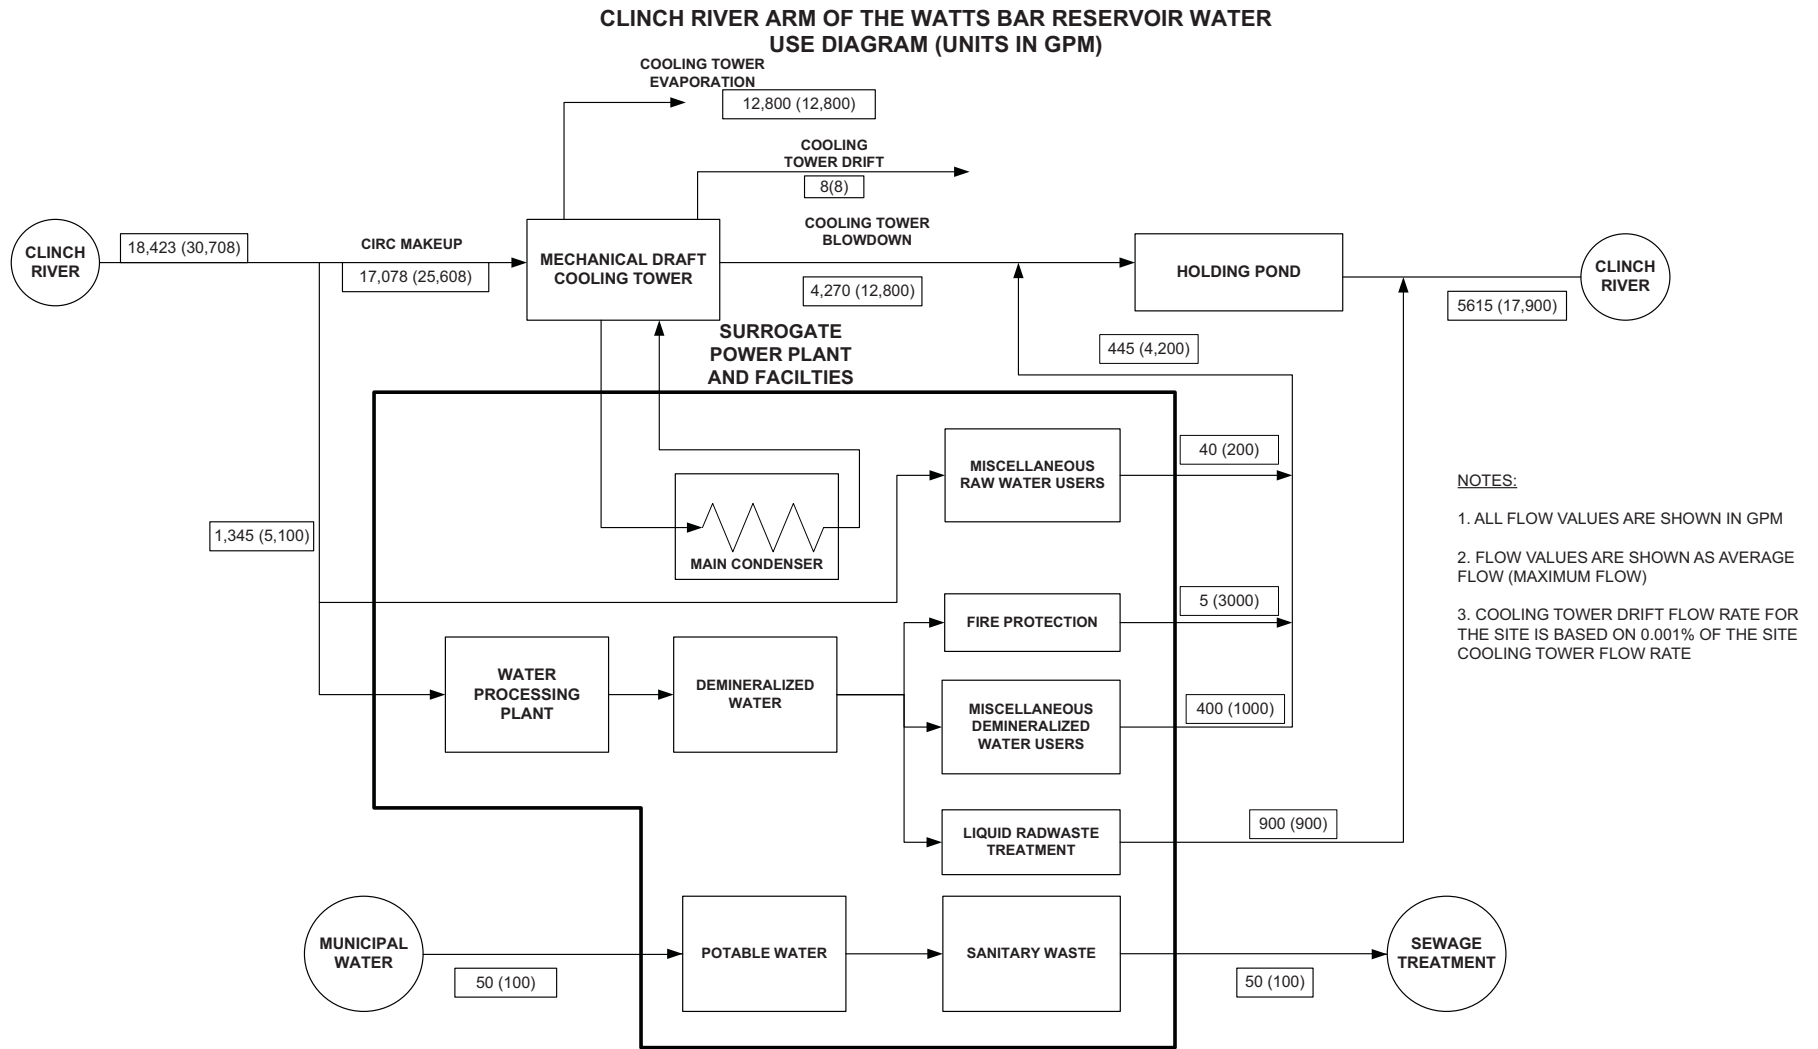 CLINCH RIVER ARM OF THE WATTS BAR RESERVOIR WATER
USE DIAGRAM (UNITS IN GPM)
COOLING TOWER
EVAPORATION
12,800 (12,800)
COOLING
TOWER DRIFT
8(8)
CLINCH
RIVER
18,423 (30,708)
CIRC MAKEUP
17,078 (25,608)
MECHANICAL DRAFT
COOLING TOWER
COOLING TOWER
BLOWDOWN
4,270 (12,800)
HOLDING POND
CLINCH
RIVER
5615 (17,900)
445 (4,200)
SURROGATE
POWER PLANT
AND FACILTIES
MISCELLANEOUS
RAW WATER USERS
40 (200)
1,345 (5,100)
MAIN CONDENSER
FIRE PROTECTION
5 (3000)
WATER
PROCESSING
PLANT
DEMINERALIZED
WATER
MISCELLANEOUS
DEMINERALIZED
WATER USERS
400 (1000)
LIQUID RADWASTE
TREATMENT
900 (900)
MUNICIPAL
WATER
50 (100)
POTABLE WATER
SANITARY WASTE
50 (100)
SEWAGE
TREATMENT
NOTES:
1. ALL FLOW VALUES ARE SHOWN IN GPM
2. FLOW VALUES ARE SHOWN AS AVERAGE
FLOW (MAXIMUM FLOW)
3. COOLING TOWER DRIFT FLOW RATE FOR
THE SITE IS BASED ON 0.001% OF THE SITE
COOLING TOWER FLOW RATE